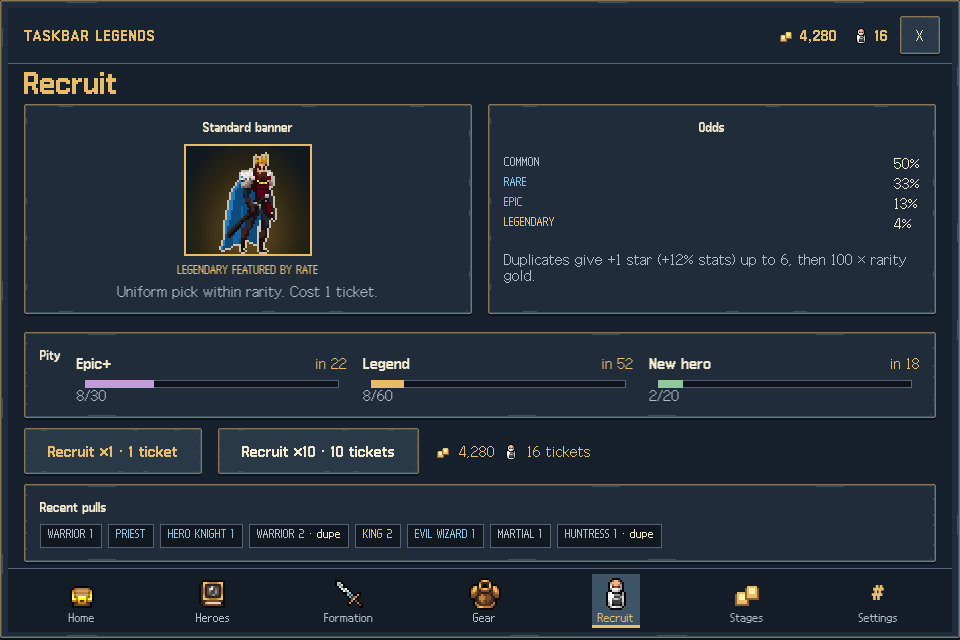 TASKBAR LEGENDS
4,280 16 X
Recruit
Standard banner
LEGENDARY FEATURED BY RATE
Uniform pick within rarity. Cost 1 ticket.
Odds
COMMON 50%
RARE 33%
EPIC 13%
LEGENDARY 4%
Duplicates give +1 star (+12% stats) up to 6, then 100 × rarity
gold.
Pity
Epic+ in 22
8/30
Legend in 52
8/60
New hero in 18
2/20
Recruit ×1 · 1 ticket
Recruit ×10 · 10 tickets
4,280 16 tickets
Recent pulls
WARRIOR 1 PRIEST HERO KNIGHT 1 WARRIOR 2 · dupe KING 2 EVIL WIZARD 1 MARTIAL 1 HUNTRESS 1 · dupe
Home Heroes Formation Gear Recruit Stages # Settings